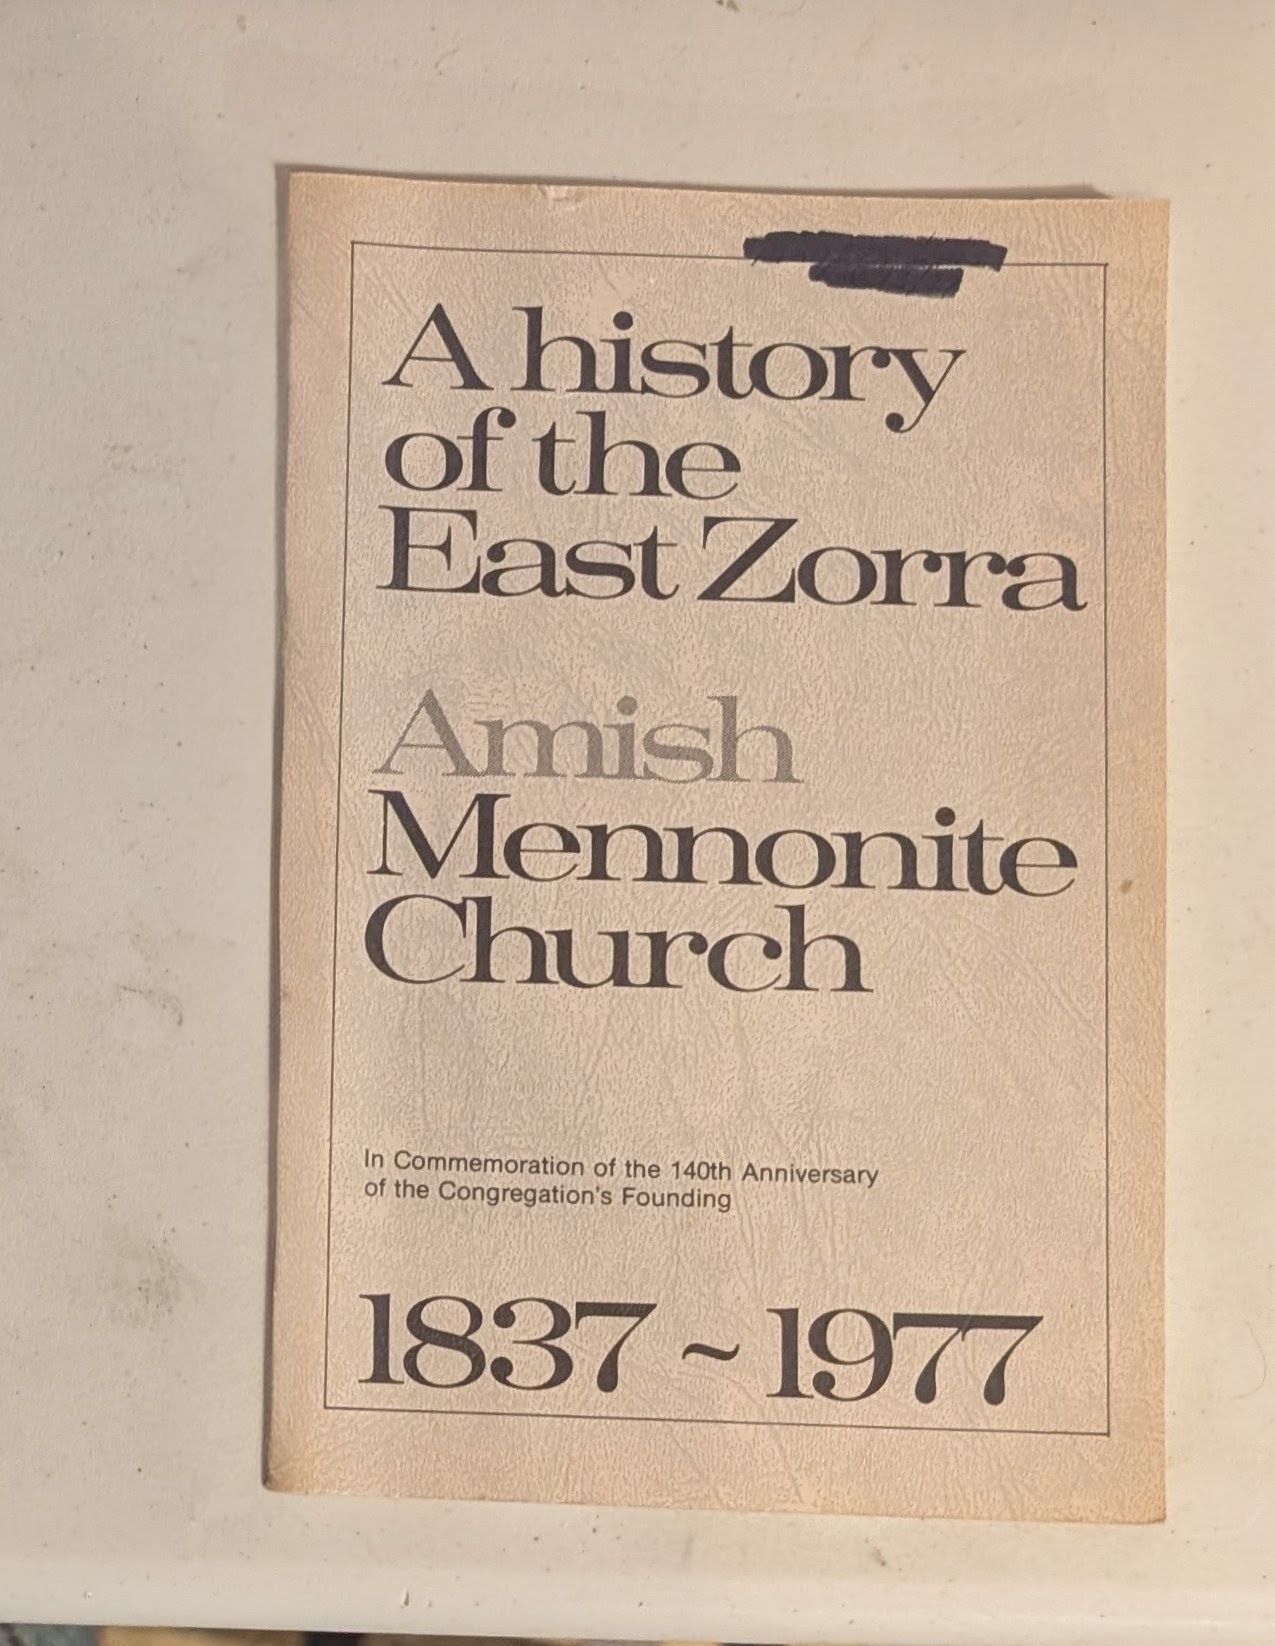 A history
of the
East Zorra
Amish
Mennonite
Church
In Commemoration of the 140th Anniversary
of the Congregation's Founding
1837 ~ 1977